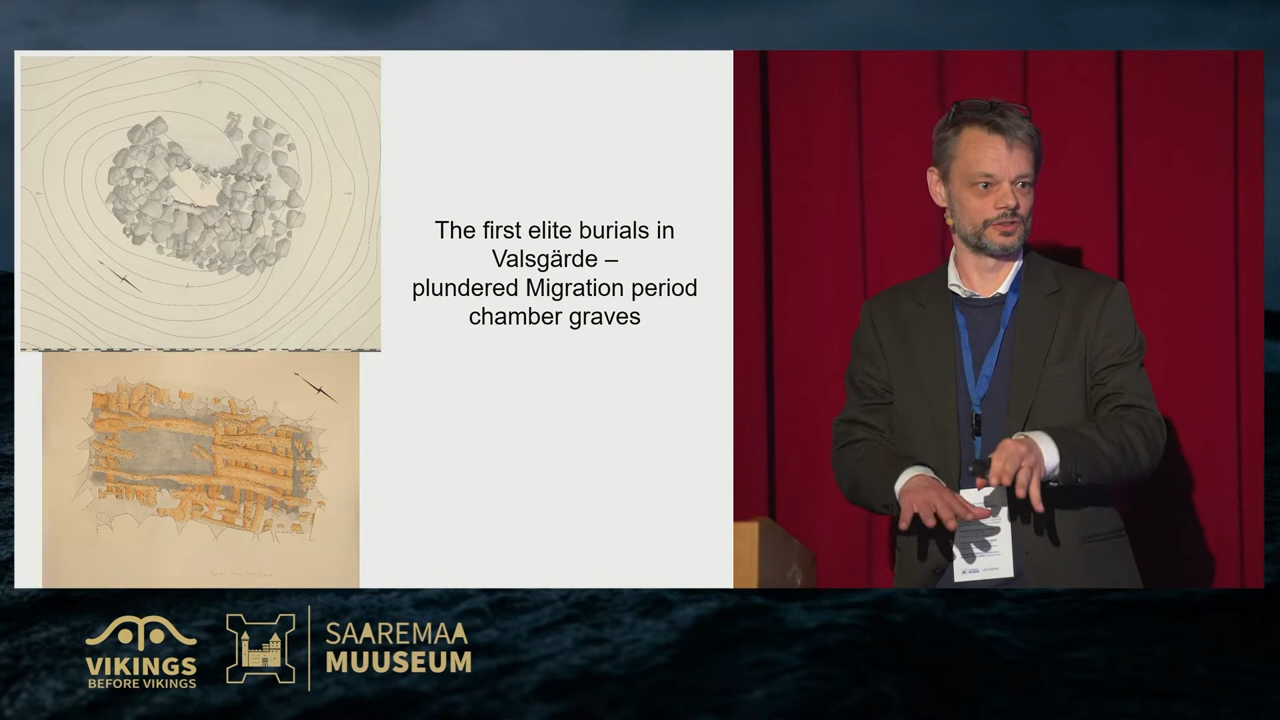 The first elite burials in
Valsgärde –
plundered Migration period
chamber graves
VIKINGS
BEFORE VIKINGS
SAAREMAA
MUUSEUM